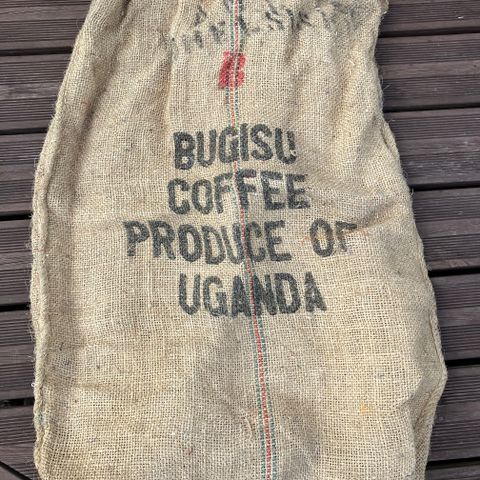 BUGISU
COFFEE
PRODUCE OF
UGANDA